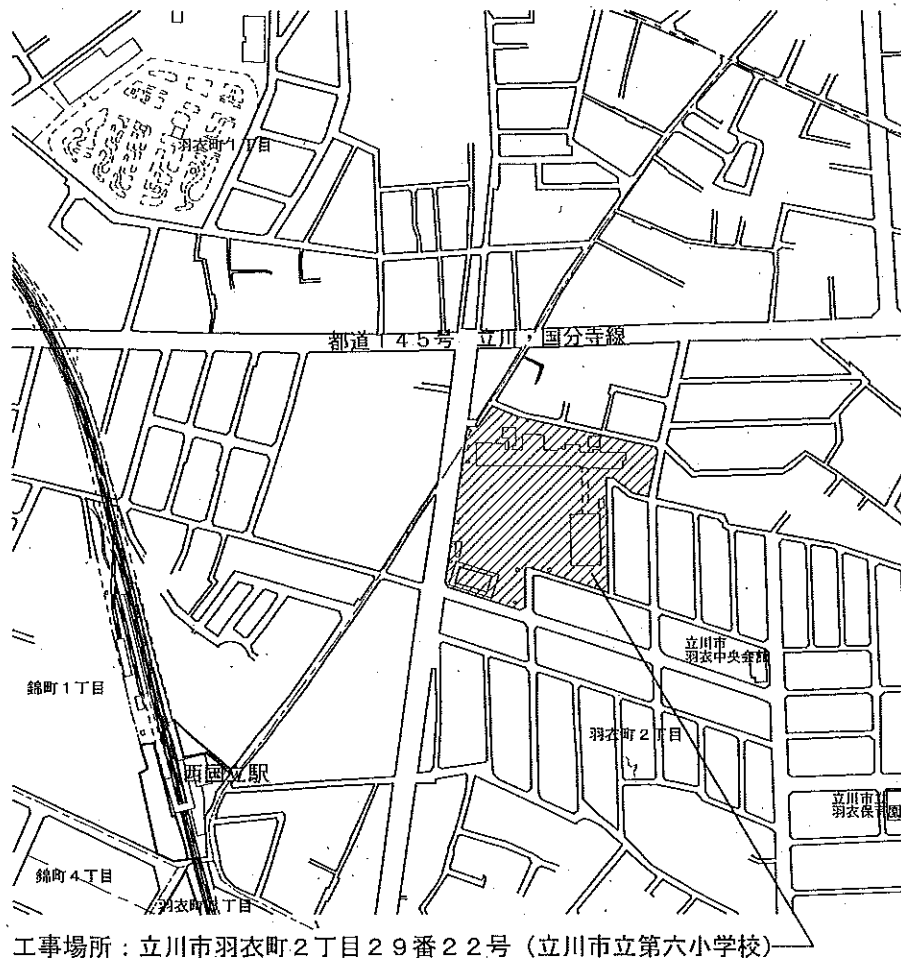 羽衣町1丁目
都道145号 立川・国分寺線
立川市
羽衣中央会館
錦町1丁目
羽衣町2丁目
西国立駅
立川市立
羽衣保育園
錦町4丁目
工事場所：立川市羽衣町2丁目29番22号（立川市立第六小学校）